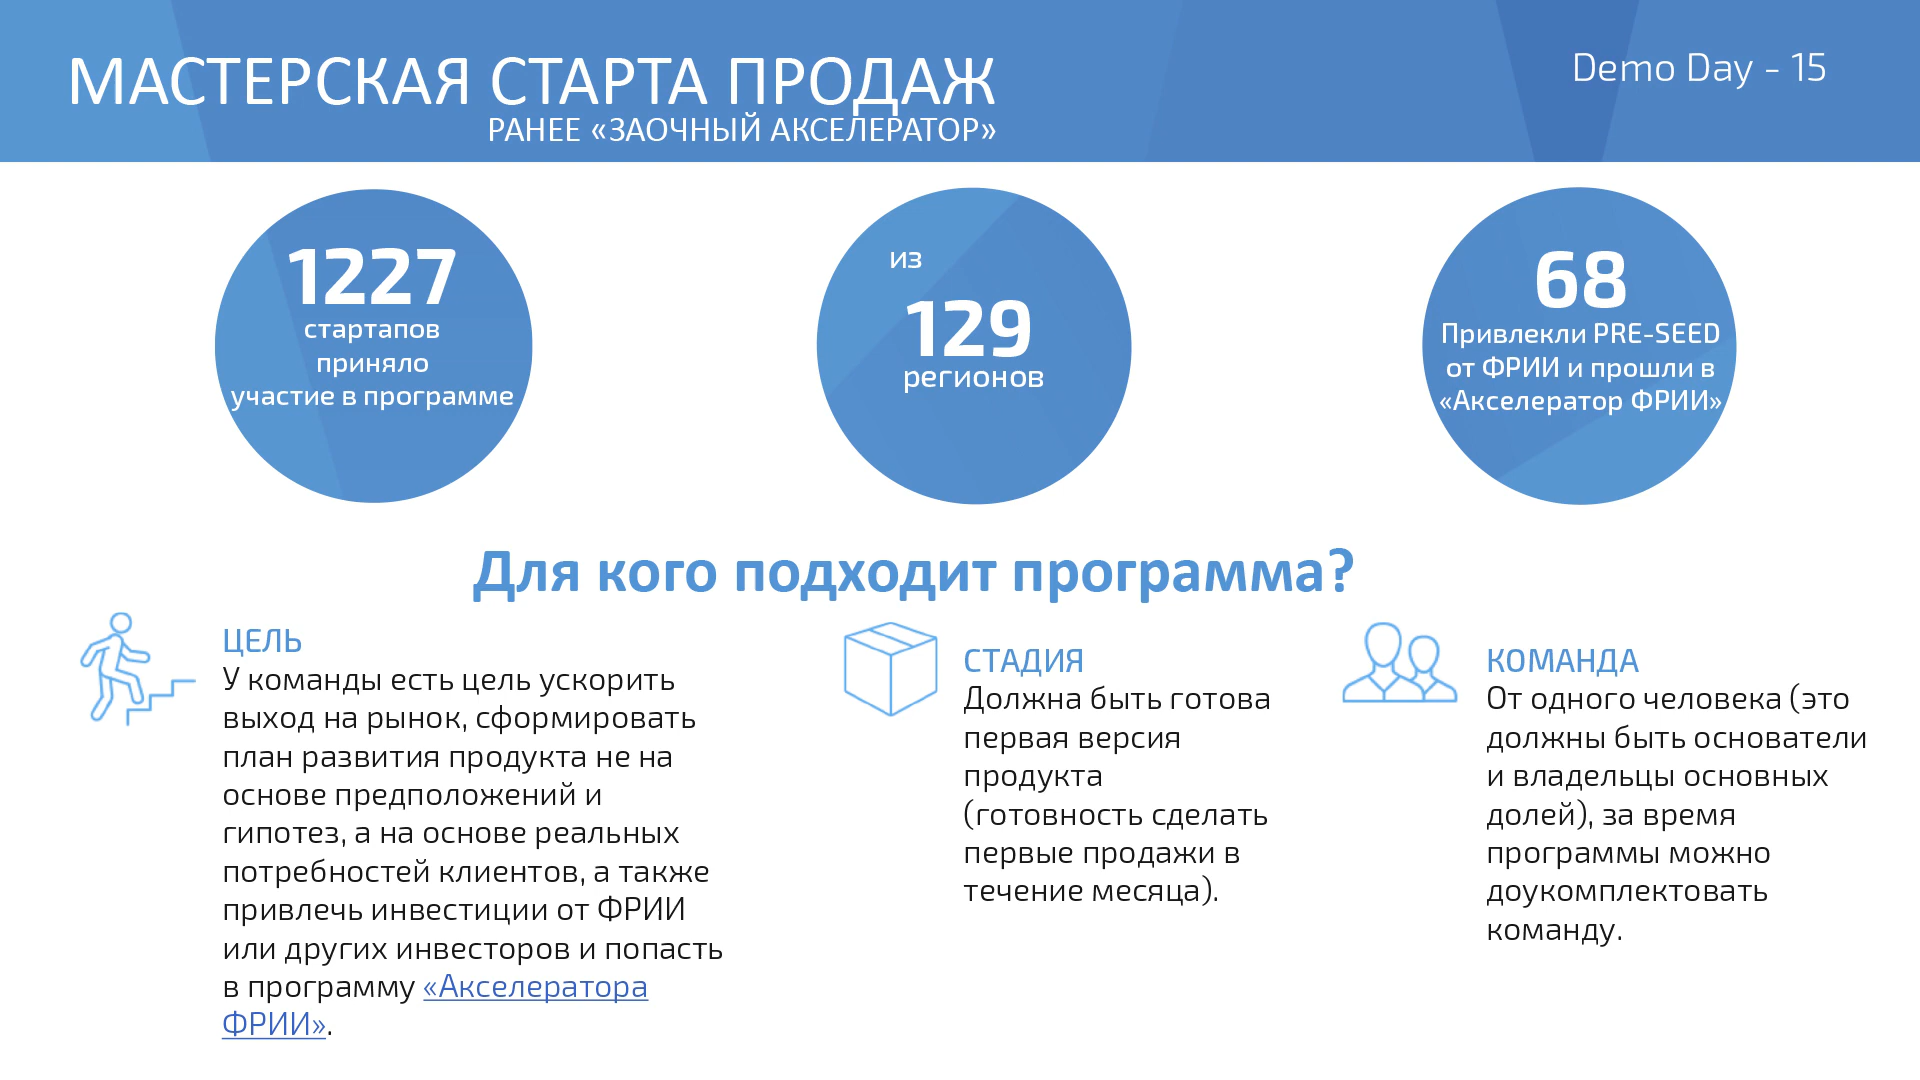 МАСТЕРСКАЯ СТАРТА ПРОДАЖ
РАНЕЕ «ЗАОЧНЫЙ АКСЕЛЕРАТОР»
Demo Day - 15
1227
стартапов
приняло
участие в программе
из
129
регионов
68
Привлекли PRE-SEED
от ФРИИ и прошли в
«Акселератор ФРИИ»
Для кого подходит программа?
ЦЕЛЬ
У команды есть цель ускорить
выход на рынок, сформировать
план развития продукта не на
основе предположений и
гипотез, а на основе реальных
потребностей клиентов, а также
привлечь инвестиции от ФРИИ
или других инвесторов и попасть
в программу «Акселератора
ФРИИ».
СТАДИЯ
Должна быть готова
первая версия
продукта
(готовность сделать
первые продажи в
течение месяца).
КОМАНДА
От одного человека (это
должны быть основатели
и владельцы основных
долей), за время
программы можно
доукомплектовать
команду.